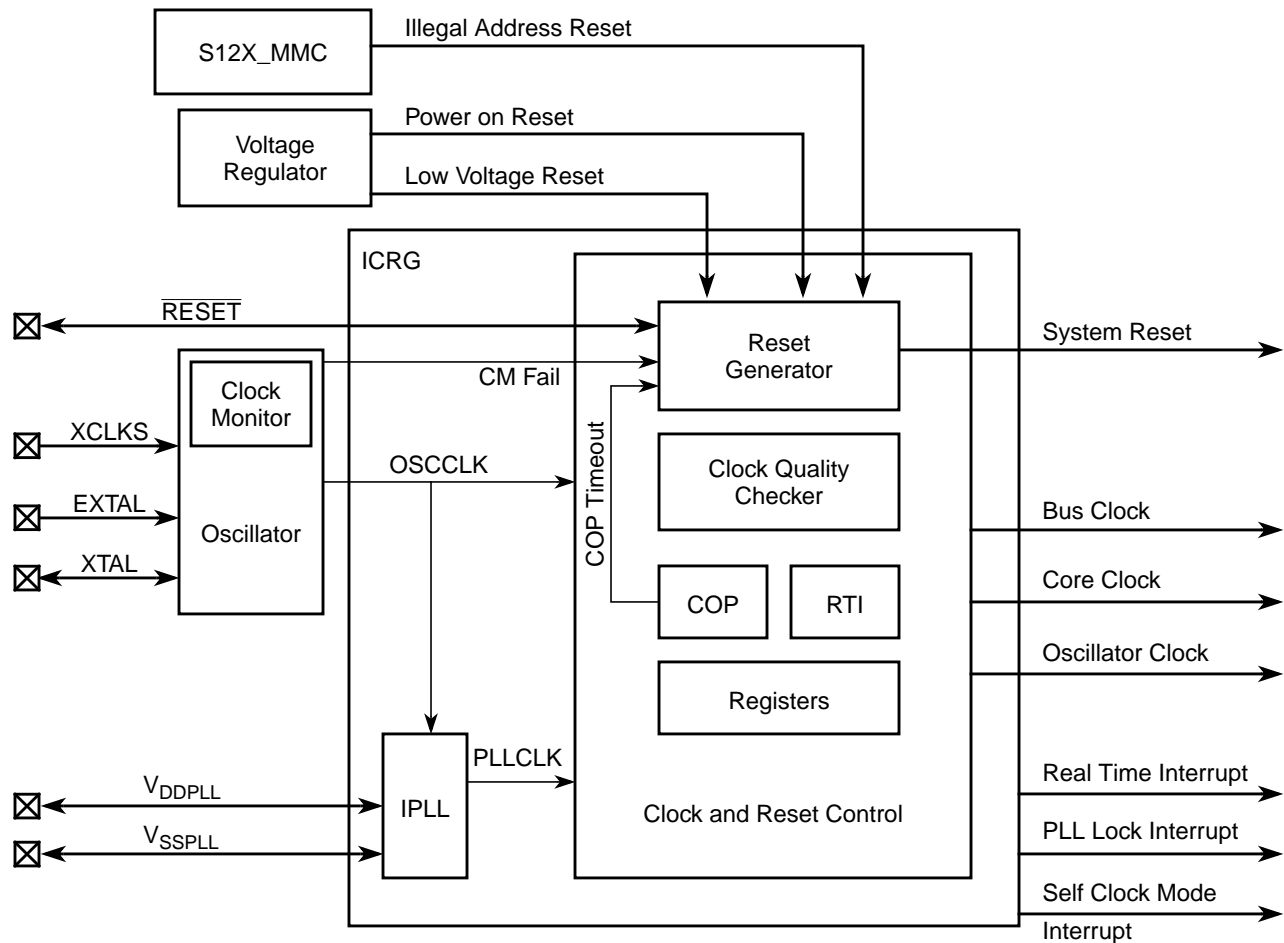 Illegal Address Reset
S12X_MMC
Power on Reset
Voltage
Regulator
Low Voltage Reset
ICRG
RESET
Reset
Generator
System Reset
CM Fail
Clock
Monitor
XCLKS
OSCCLK
COP Timeout
Clock Quality
Checker
EXTAL
Oscillator
Bus Clock
XTAL
COP
RTI
Core Clock
Oscillator Clock
Registers
PLLCLK
Real Time Interrupt
VDDPLL
IPLL
Clock and Reset Control
PLL Lock Interrupt
VSSPLL
Self Clock Mode
Interrupt